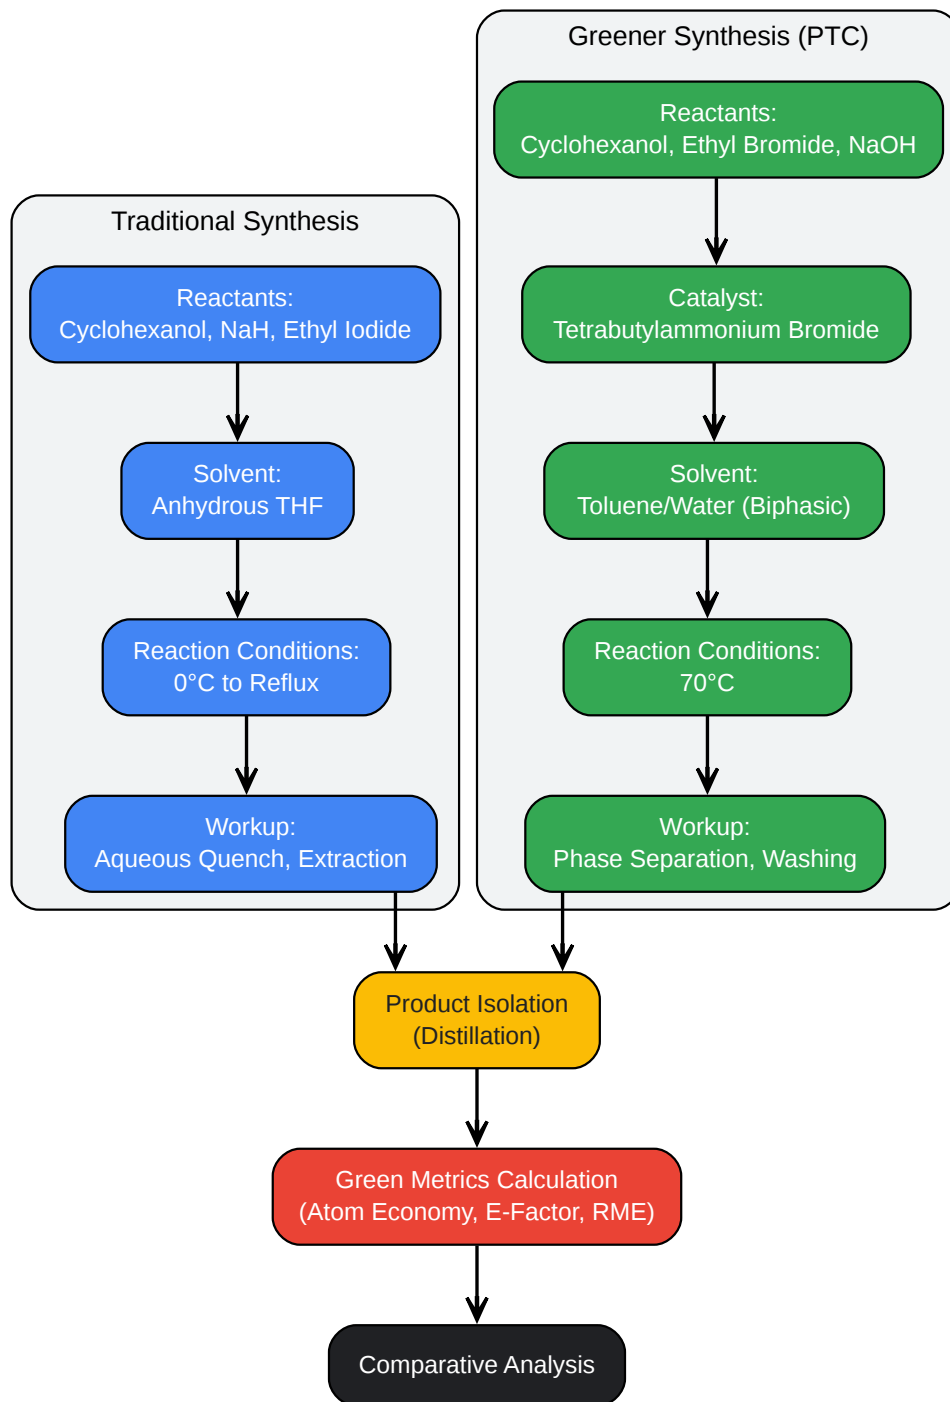 Greener Synthesis (PTC)
Reactants:
Cyclohexanol, Ethyl Bromide, NaOH
Catalyst:
Tetrabutylammonium Bromide
Solvent:
Toluene/Water (Biphasic)
Reaction Conditions:
70°C
Workup:
Phase Separation, Washing
Traditional Synthesis
Reactants:
Cyclohexanol, NaH, Ethyl Iodide
Solvent:
Anhydrous THF
Reaction Conditions:
0°C to Reflux
Workup:
Aqueous Quench, Extraction
Product Isolation
(Distillation)
Green Metrics Calculation
(Atom Economy, E-Factor, RME)
Comparative Analysis